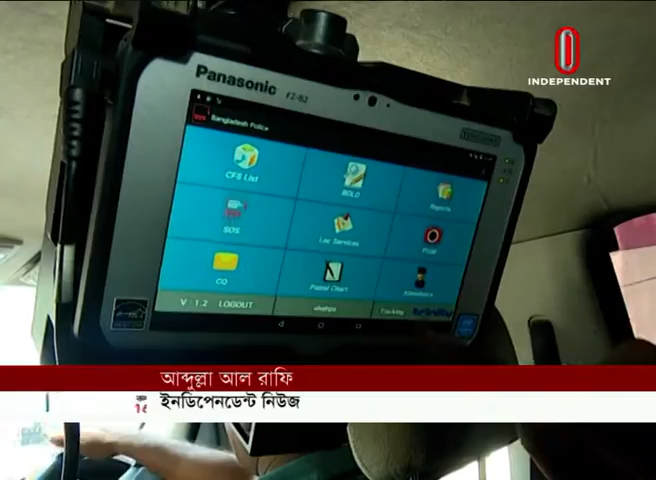 INDEPENDENT
Panasonic FZ-B2
TOUGHPAD
Bangladesh Police
CFS List
BOLO
Reports
SOS
Loc Services
CQ
Patrol Chart
V 1.2 LOGOUT
Tracking
আব্দুল্লা আল রাফি
ইনডিপেনডেন্ট নিউজ